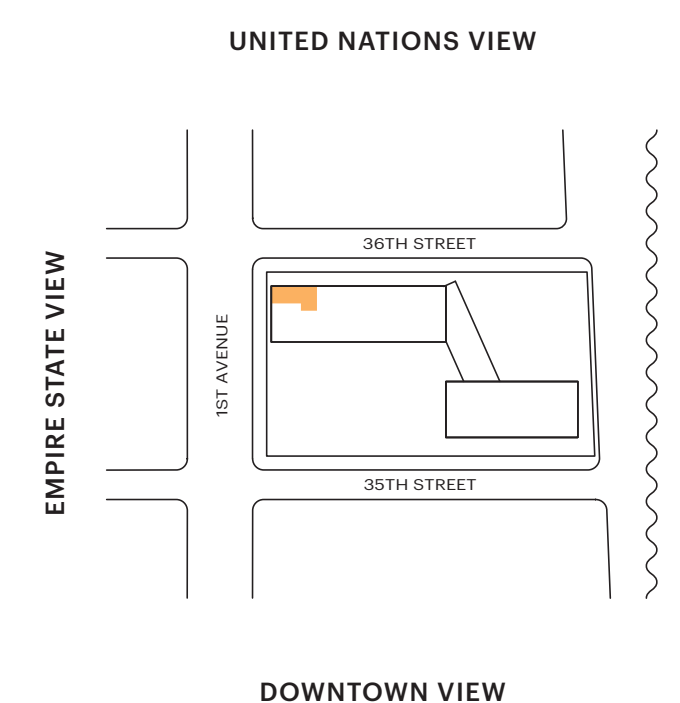 UNITED NATIONS VIEW
36TH STREET
EMPIRE STATE VIEW
1ST AVENUE
35TH STREET
DOWNTOWN VIEW